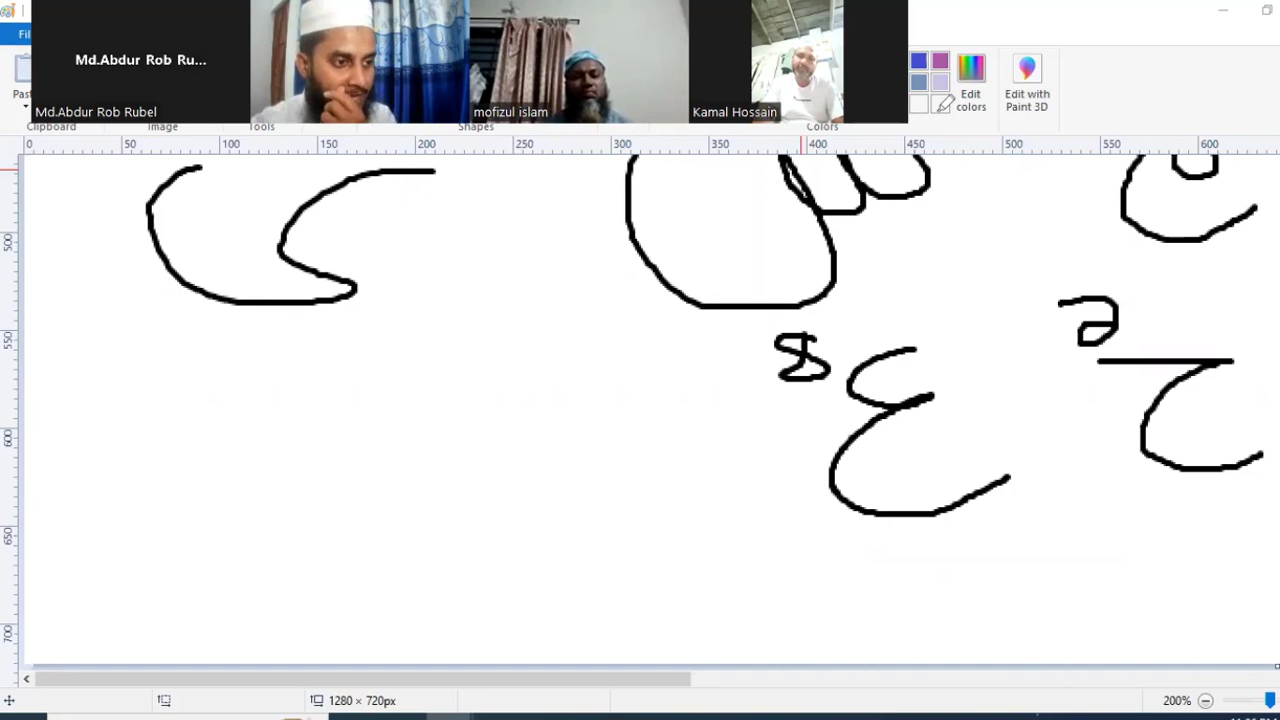 Md.Abdur Rob Ru...
Md.Abdur Rob Rubel
mofizul islam
Kamal Hossain
Edit colors
Edit with Paint 3D
Clipboard
Image
Tools
Shapes
Colors
0 50 100 150 200 250 300 350 400 450 500 550 600
500
550
600
650
700
ى س
৪ ع ح
1280 × 720px
200%